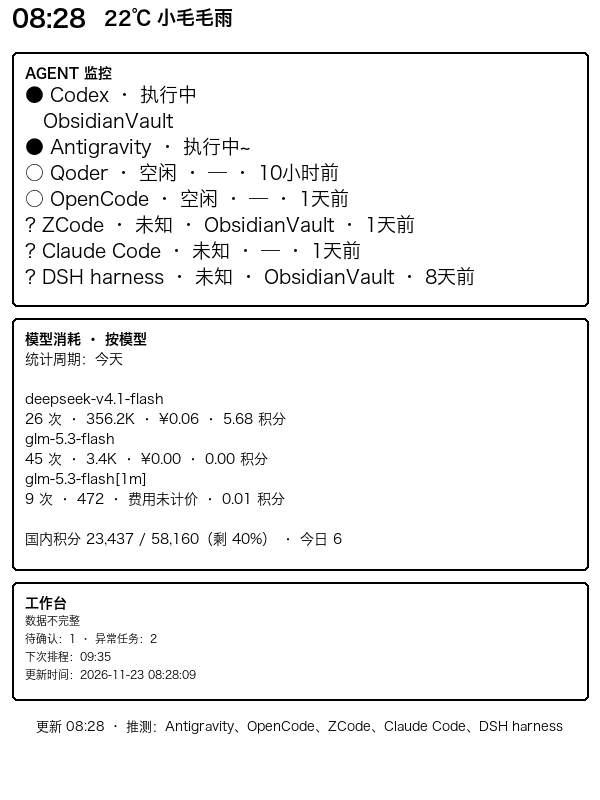 08:28 22℃ 小毛毛雨
AGENT 监控
● Codex · 执行中
ObsidianVault
● Antigravity · 执行中~
○ Qoder · 空闲 · — · 10小时前
○ OpenCode · 空闲 · — · 1天前
? ZCode · 未知 · ObsidianVault · 1天前
? Claude Code · 未知 · — · 1天前
? DSH harness · 未知 · ObsidianVault · 8天前
模型消耗 · 按模型
统计周期：今天
deepseek-v4.1-flash
26 次 · 356.2K · ¥0.06 · 5.68 积分
glm-5.3-flash
45 次 · 3.4K · ¥0.00 · 0.00 积分
glm-5.3-flash[1m]
9 次 · 472 · 费用未计价 · 0.01 积分
国内积分 23,437 / 58,160（剩 40%） · 今日 6
工作台
数据不完整
待确认：1 · 异常任务：2
下次排程：09:35
更新时间：2026-11-23 08:28:09
更新 08:28 · 推测：Antigravity、OpenCode、ZCode、Claude Code、DSH harness